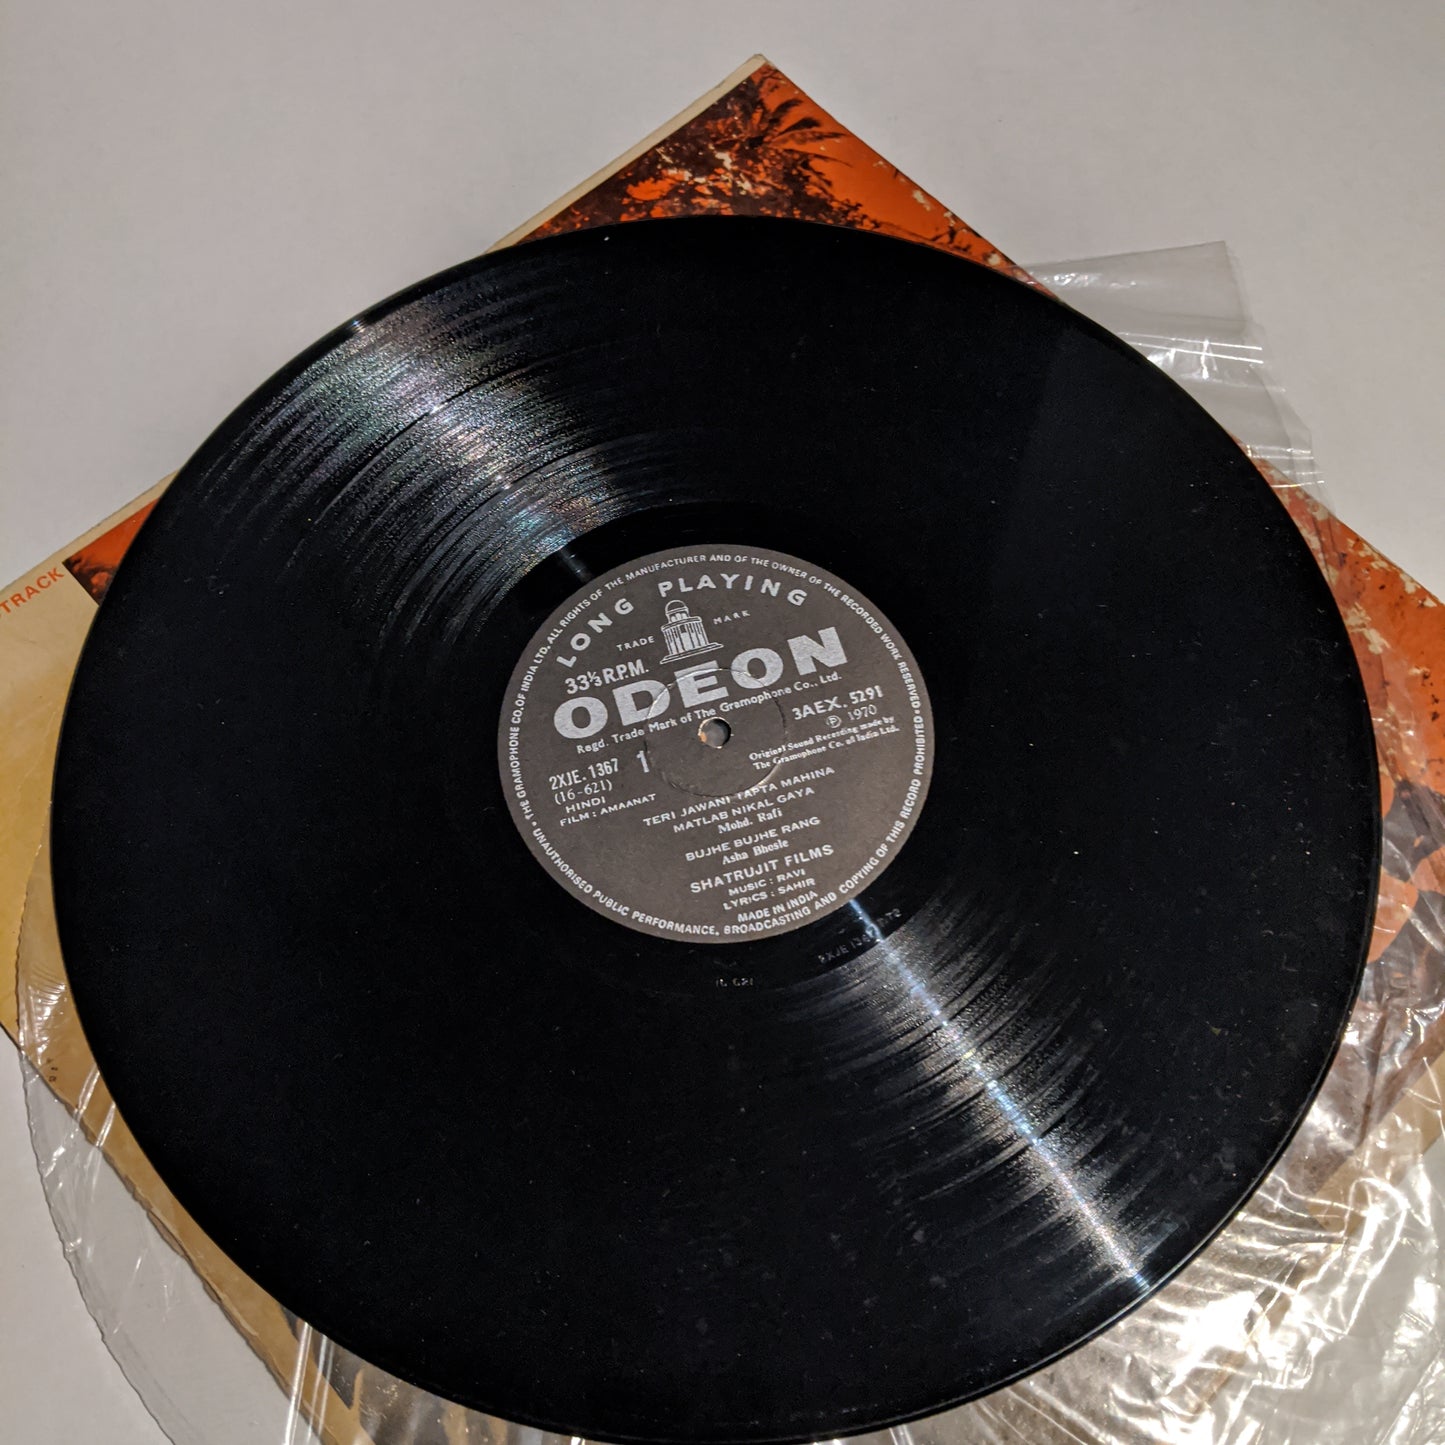 TRACK
• THE GRAMOPHONE CO. OF INDIA LTD. ALL RIGHTS OF THE MANUFACTURER AND OF THE OWNER OF THE RECORDED WORK RESERVED •
LONG PLAYING
TRADE MARK
33⅓ R.P.M.
ODEON
Regd. Trade Mark of The Gramophone Co., Ltd.
3AEX. 5291
Ⓟ 1970
Original Sound Recording made by
The Gramophone Co. of India Ltd.
2XJE. 1367 1
(16-621)
HINDI
FILM : AMAANAT
TERI JAWANI TAPTA MAHINA
MATLAB NIKAL GAYA
Mohd. Rafi
BUJHE BUJHE RANG
Asha Bhosle
SHATRUJIT FILMS
MUSIC : RAVI
LYRICS : SAHIR
MADE IN INDIA
UNAUTHORISED PUBLIC PERFORMANCE, BROADCASTING AND COPYING OF THIS RECORD PROHIBITED
2XJE 1367
16 621